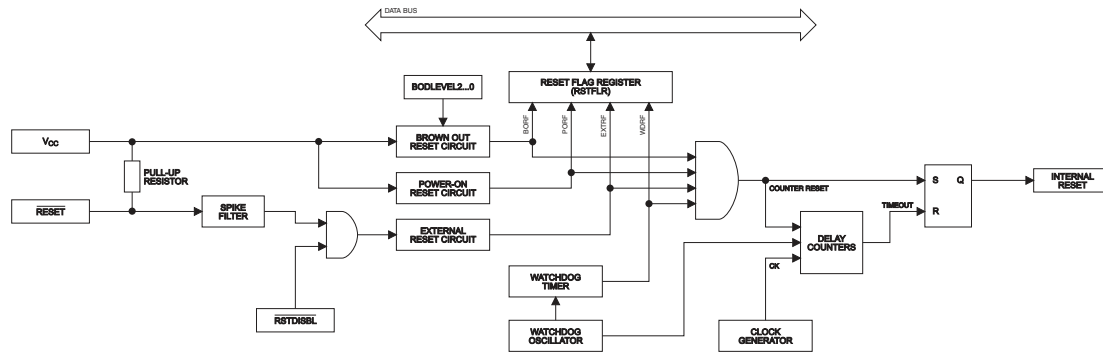 DATA BUS
RESET FLAG REGISTER
(RSTFLR)
BODLEVEL2...0
BORF
PORF
EXTRF
WDRF
VCC
BROWN OUT
RESET CIRCUIT
PULL-UP
RESISTOR
POWER-ON
RESET CIRCUIT
S
Q
INTERNAL
RESET
COUNTER RESET
RESET
SPIKE
FILTER
TIMEOUT
R
EXTERNAL
RESET CIRCUIT
DELAY
COUNTERS
CK
WATCHDOG
TIMER
RSTDISBL
WATCHDOG
OSCILLATOR
CLOCK
GENERATOR